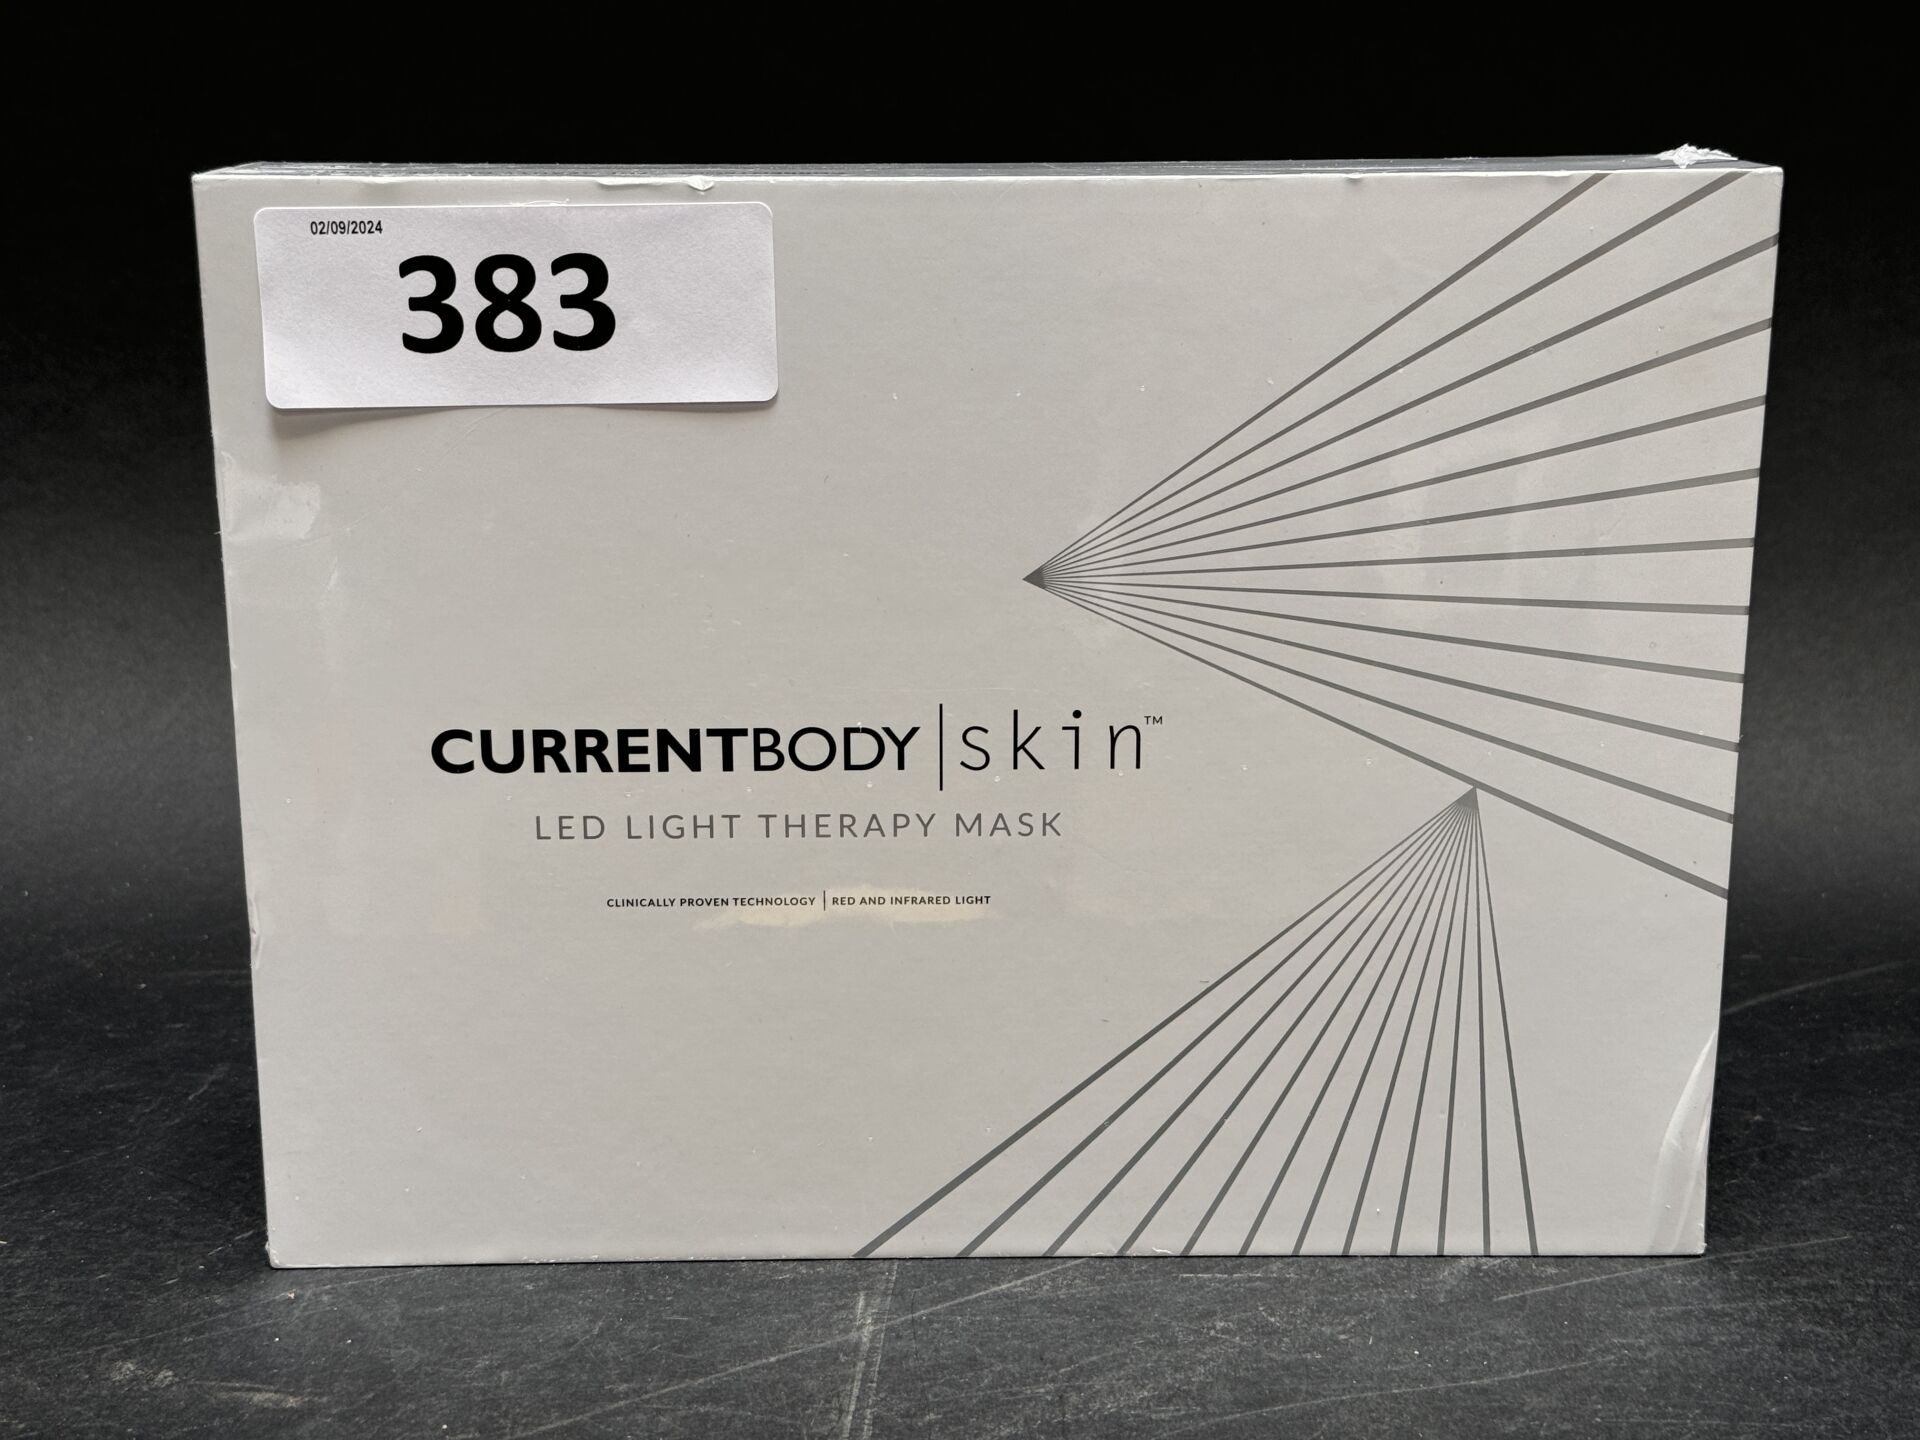 02/09/2024
383
CURRENTBODY | skin™
LED LIGHT THERAPY MASK
CLINICALLY PROVEN TECHNOLOGY | RED AND INFRARED LIGHT